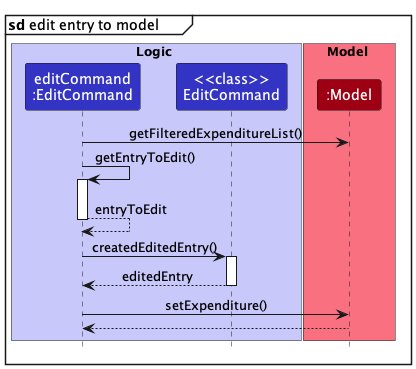 sd edit entry to model
Logic
Model
editCommand
:EditCommand
<<class>>
EditCommand
:Model
getFilteredExpenditureList()
getEntryToEdit()
entryToEdit
createdEditedEntry()
editedEntry
setExpenditure()